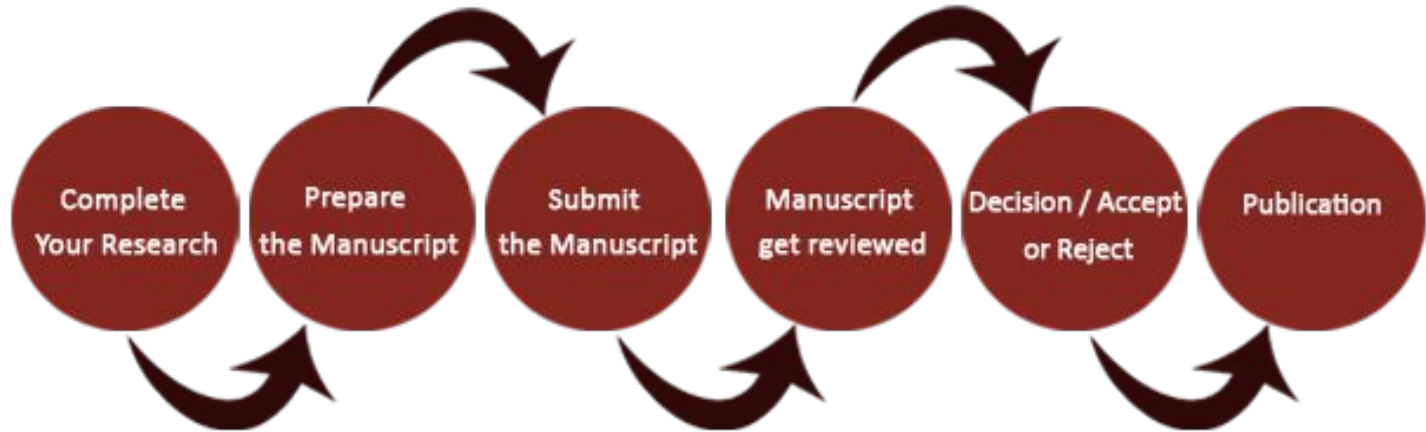 Complete
Your Research
Prepare
the Manuscript
Submit
the Manuscript
Manuscript
get reviewed
Decision / Accept
or Reject
Publication